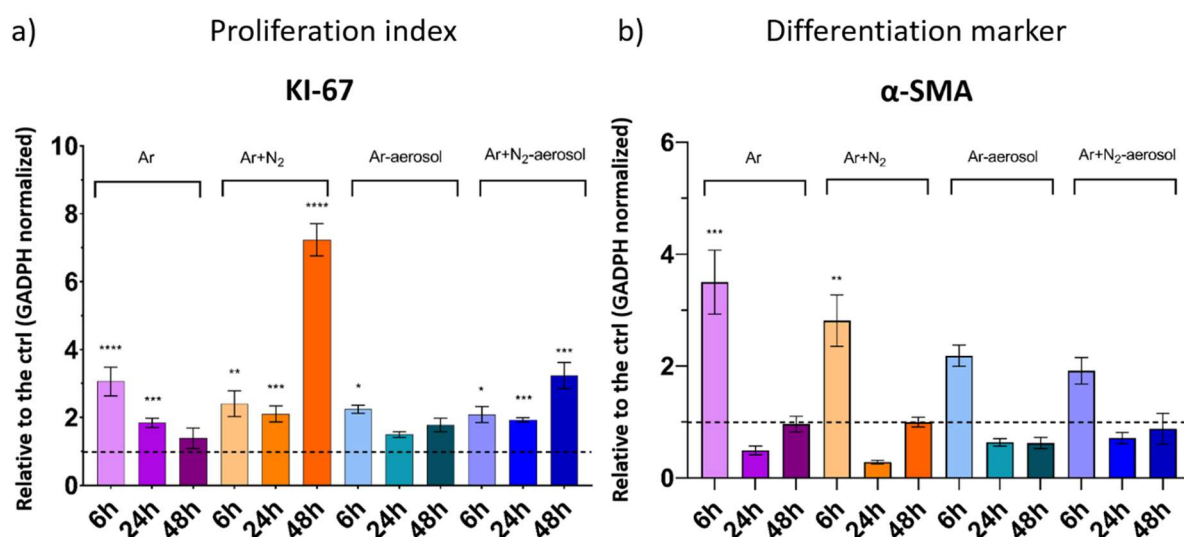 a) Proliferation index
KI-67
Relative to the ctrl (GADPH normalized)
10
8
6
4
2
0
Ar
Ar+N₂
Ar-aerosol
Ar+N₂-aerosol
****
***
**
***
****
*
*
***
***
6h 24h 48h 6h 24h 48h 6h 24h 48h 6h 24h 48h
b) Differentiation marker
α-SMA
Relative to the ctrl (GADPH normalized)
6
4
2
0
Ar
Ar+N₂
Ar-aerosol
Ar+N₂-aerosol
***
**
6h 24h 48h 6h 24h 48h 6h 24h 48h 6h 24h 48h